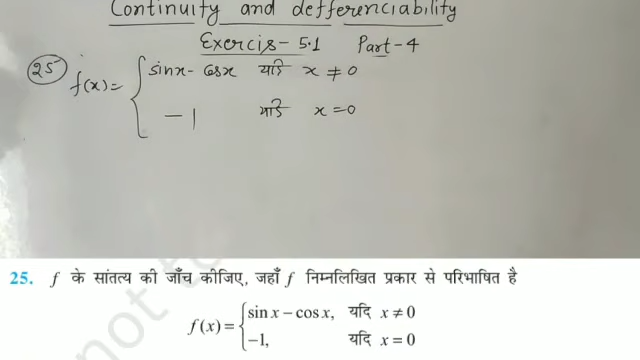 Continuity and defferenciability
Exercis-5.1 Part-4
25 f(x)= { sinx - cosx यदि x ≠ 0
-1 यदि x = 0
25. f के सांतत्य की जाँच कीजिए, जहाँ f निम्नलिखित प्रकार से परिभाषित है
f(x) = { sin x − cos x, यदि x ≠ 0
−1, यदि x = 0
not t